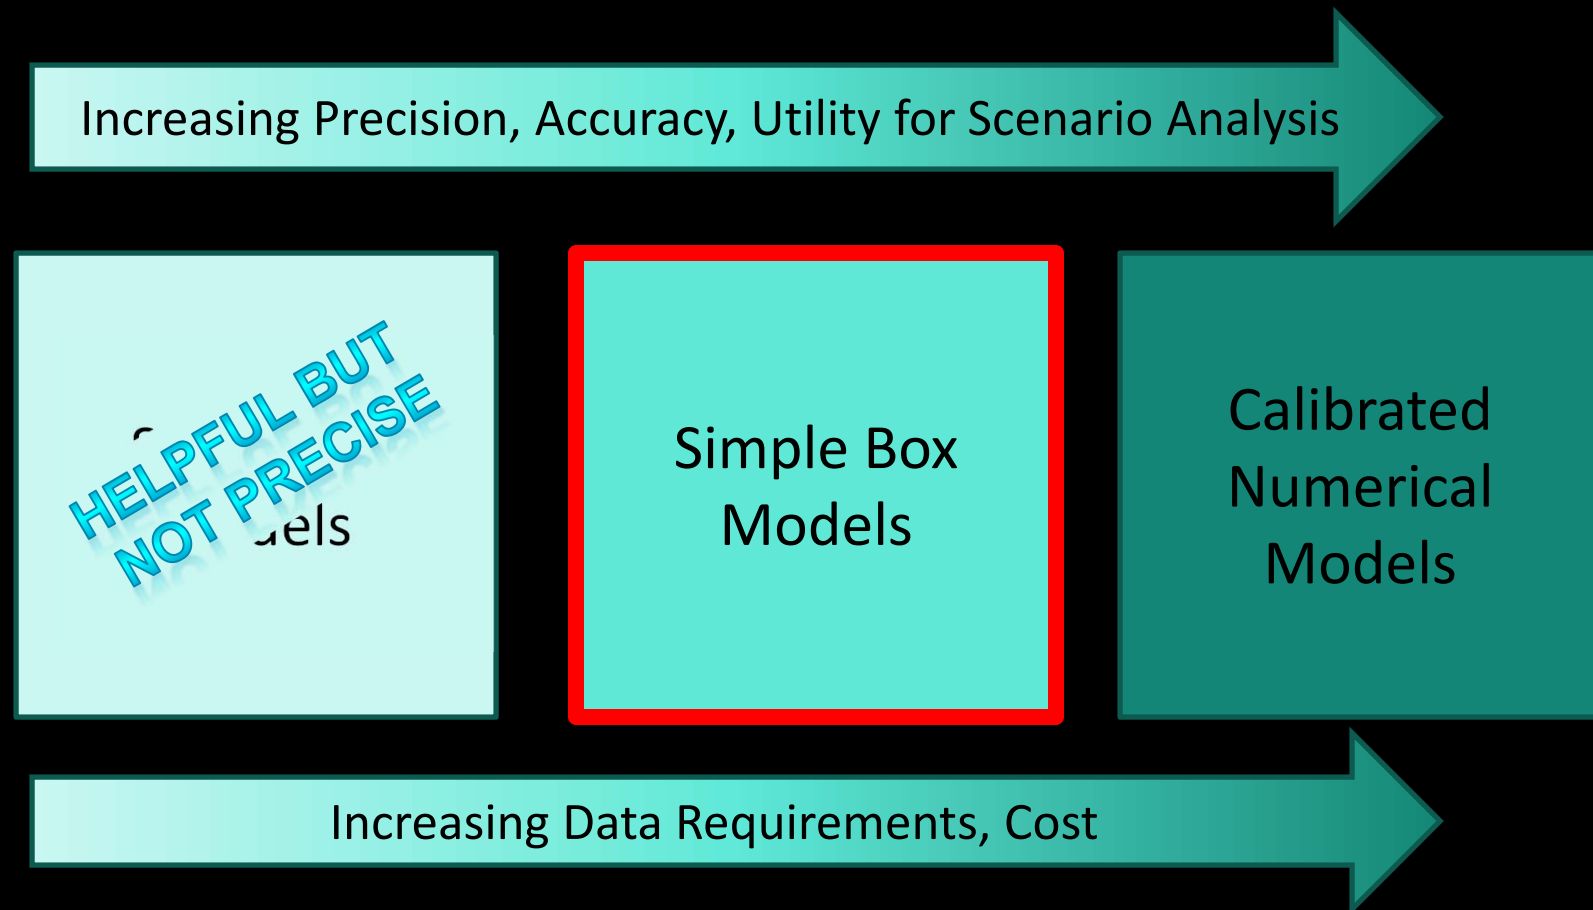 Increasing Precision, Accuracy, Utility for Scenario Analysis
HELPFUL BUT
NOT PRECISE
Simple Box
Models
Calibrated
Numerical
Models
Increasing Data Requirements, Cost